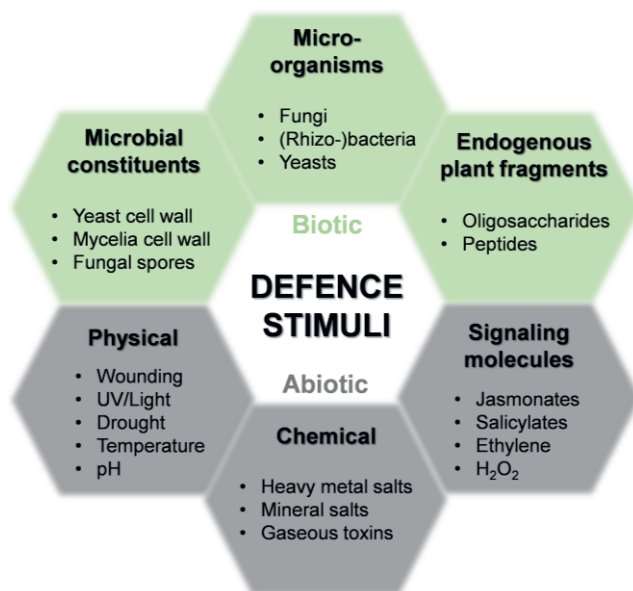 Micro-
organisms
• Fungi
• (Rhizo-)bacteria
• Yeasts
Microbial
constituents
• Yeast cell wall
• Mycelia cell wall
• Fungal spores
Endogenous
plant fragments
• Oligosaccharides
• Peptides
Biotic
DEFENCE
STIMULI
Abiotic
Physical
• Wounding
• UV/Light
• Drought
• Temperature
• pH
Signaling
molecules
• Jasmonates
• Salicylates
• Ethylene
• H₂O₂
Chemical
• Heavy metal salts
• Mineral salts
• Gaseous toxins